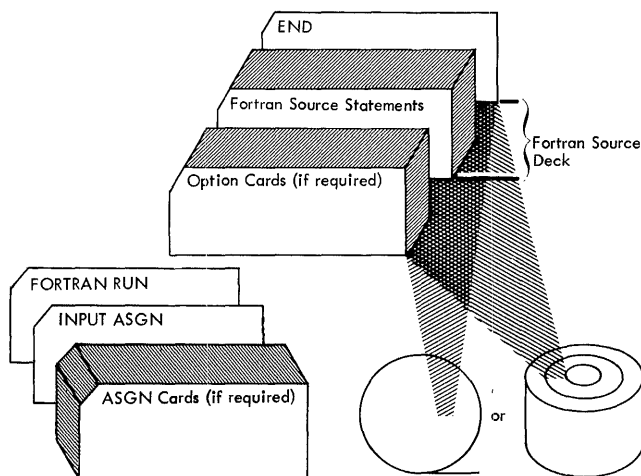 END
Fortran Source Statements
Option Cards (if required)
Fortran Source
Deck
FORTRAN RUN
INPUT ASGN
ASGN Cards (if required)
or